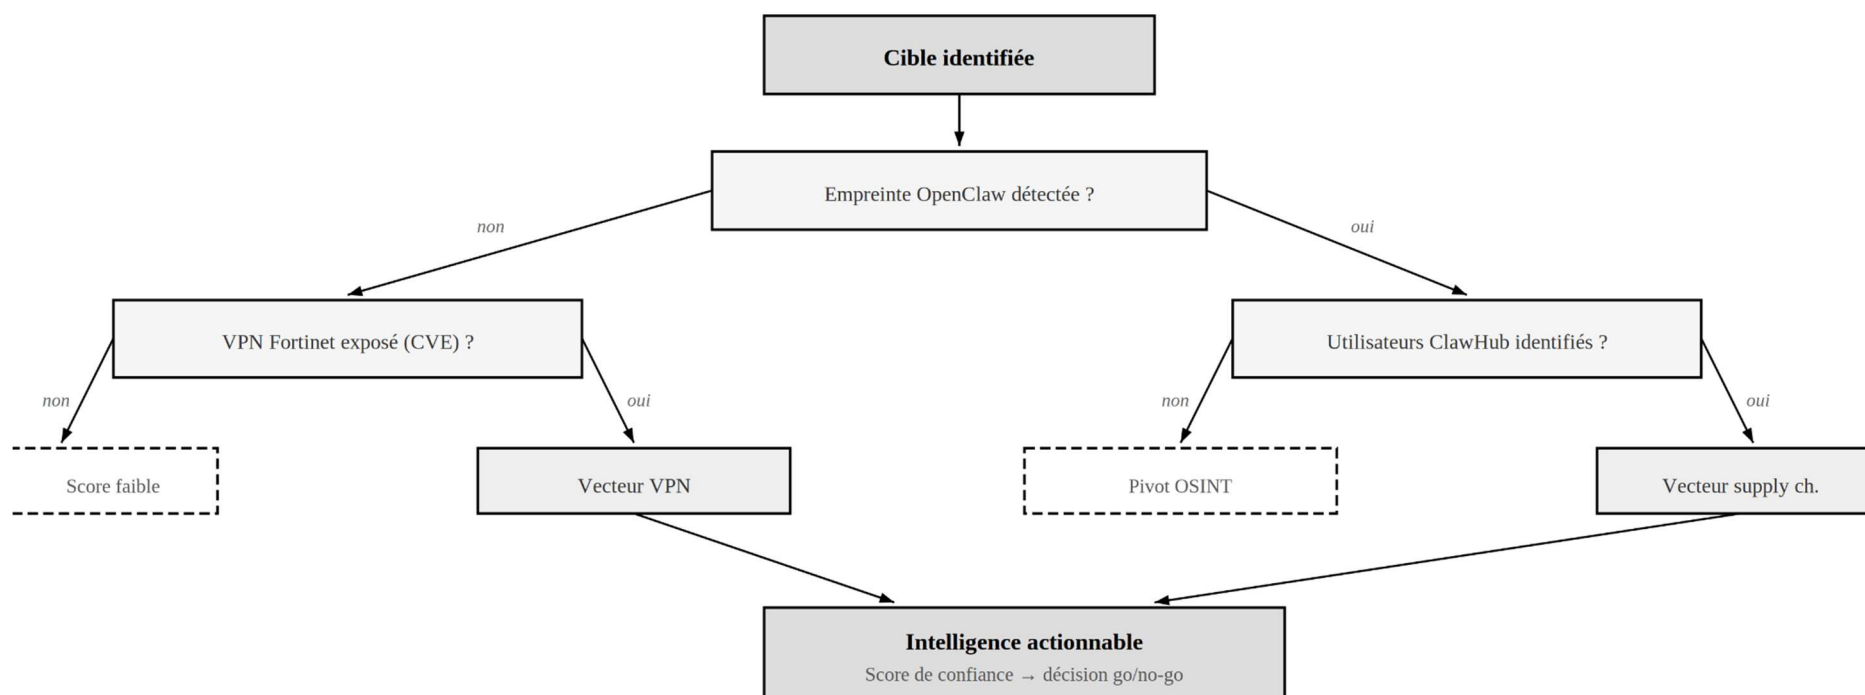 Cible identifiée
Empreinte OpenClaw détectée ?
non
oui
VPN Fortinet exposé (CVE) ?
Utilisateurs ClawHub identifiés ?
non
oui
non
oui
Score faible
Vecteur VPN
Pivot OSINT
Vecteur supply ch.
Intelligence actionnable
Score de confiance → décision go/no-go